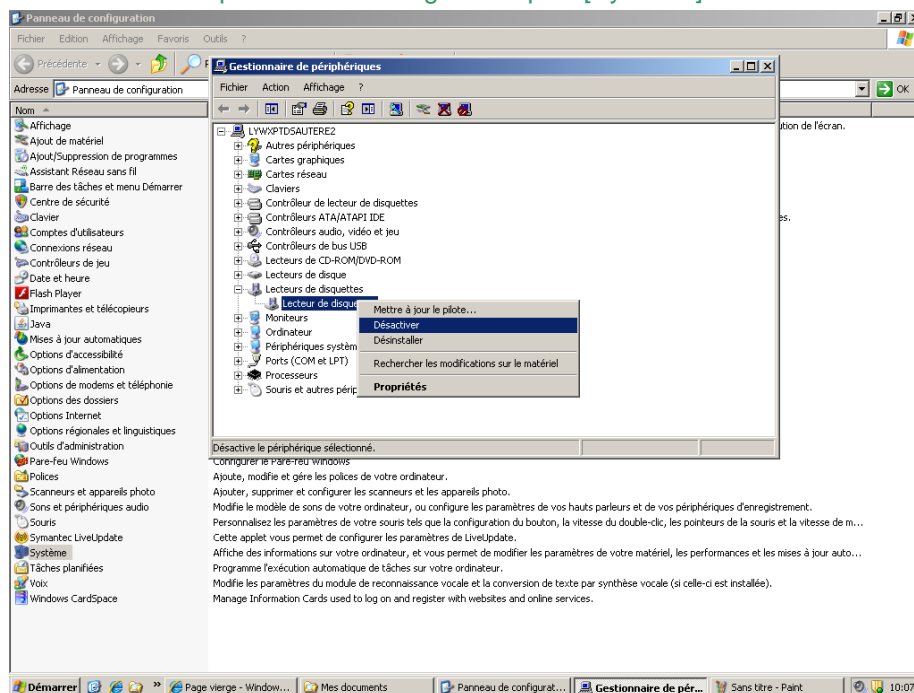 Panneau de configuration
Fichier Edition Affichage Favoris Outils ?
Précédente
Adresse Panneau de configuration
OK
Nom
Gestionnaire de périphériques
Fichier Action Affichage ?
LYWXPTDSAUTERE2
Autres périphériques
Cartes graphiques
Cartes réseau
Claviers
Contrôleur de lecteur de disquettes
Contrôleurs ATA/ATAPI IDE
Contrôleurs audio, vidéo et jeu
Contrôleurs de bus USB
Lecteurs de CD-ROM/DVD-ROM
Lecteurs de disque
Lecteurs de disquettes
Lecteur de disque
Moniteurs
Ordinateur
Périphériques systèm
Ports (COM et LPT)
Processeurs
Souris et autres périp
Mettre à jour le pilote...
Désactiver
Désinstaller
Rechercher les modifications sur le matériel
Propriétés
Désactive le périphérique sélectionné.
Affichage
ution de l'écran.
Ajout de matériel
Ajout/Suppression de programmes
Assistant Réseau sans fil
Barre des tâches et menu Démarrer
Centre de sécurité
Clavier
es.
Comptes d'utilisateurs
Connexions réseau
Contrôleurs de jeu
Date et heure
Flash Player
Imprimantes et télécopieurs
Java
Mises à jour automatiques
Options d'accessibilité
Options d'alimentation
Options de modems et téléphonie
Options des dossiers
Options Internet
Options régionales et linguistiques
Outils d'administration
Pare-feu Windows Configurer le Pare-feu Windows
Polices Ajoute, modifie et gère les polices de votre ordinateur.
Scanneurs et appareils photo Ajouter, supprimer et configurer les scanneurs et les appareils photo.
Sons et périphériques audio Modifie le modèle de sons de votre ordinateur, ou configure les paramètres de vos hauts parleurs et de vos périphériques d'enregistrement.
Souris Personnalisez les paramètres de votre souris tels que la configuration du bouton, la vitesse du double-clic, les pointeurs de la souris et la vitesse de m...
Symantec LiveUpdate Cette applet vous permet de configurer les paramètres de LiveUpdate.
Système Affiche des informations sur votre ordinateur, et vous permet de modifier les paramètres de votre matériel, les performances et les mises à jour auto...
Tâches planifiées Programme l'exécution automatique de tâches sur votre ordinateur.
Voix Modifie les paramètres du module de reconnaissance vocale et la conversion de texte par synthèse vocale (si celle-ci est installée).
Windows CardSpace Manage Information Cards used to log on and register with websites and online services.
Démarrer » Page vierge - Window... Mes documents Panneau de configurat... Gestionnaire de pér... Sans titre - Paint 10:07